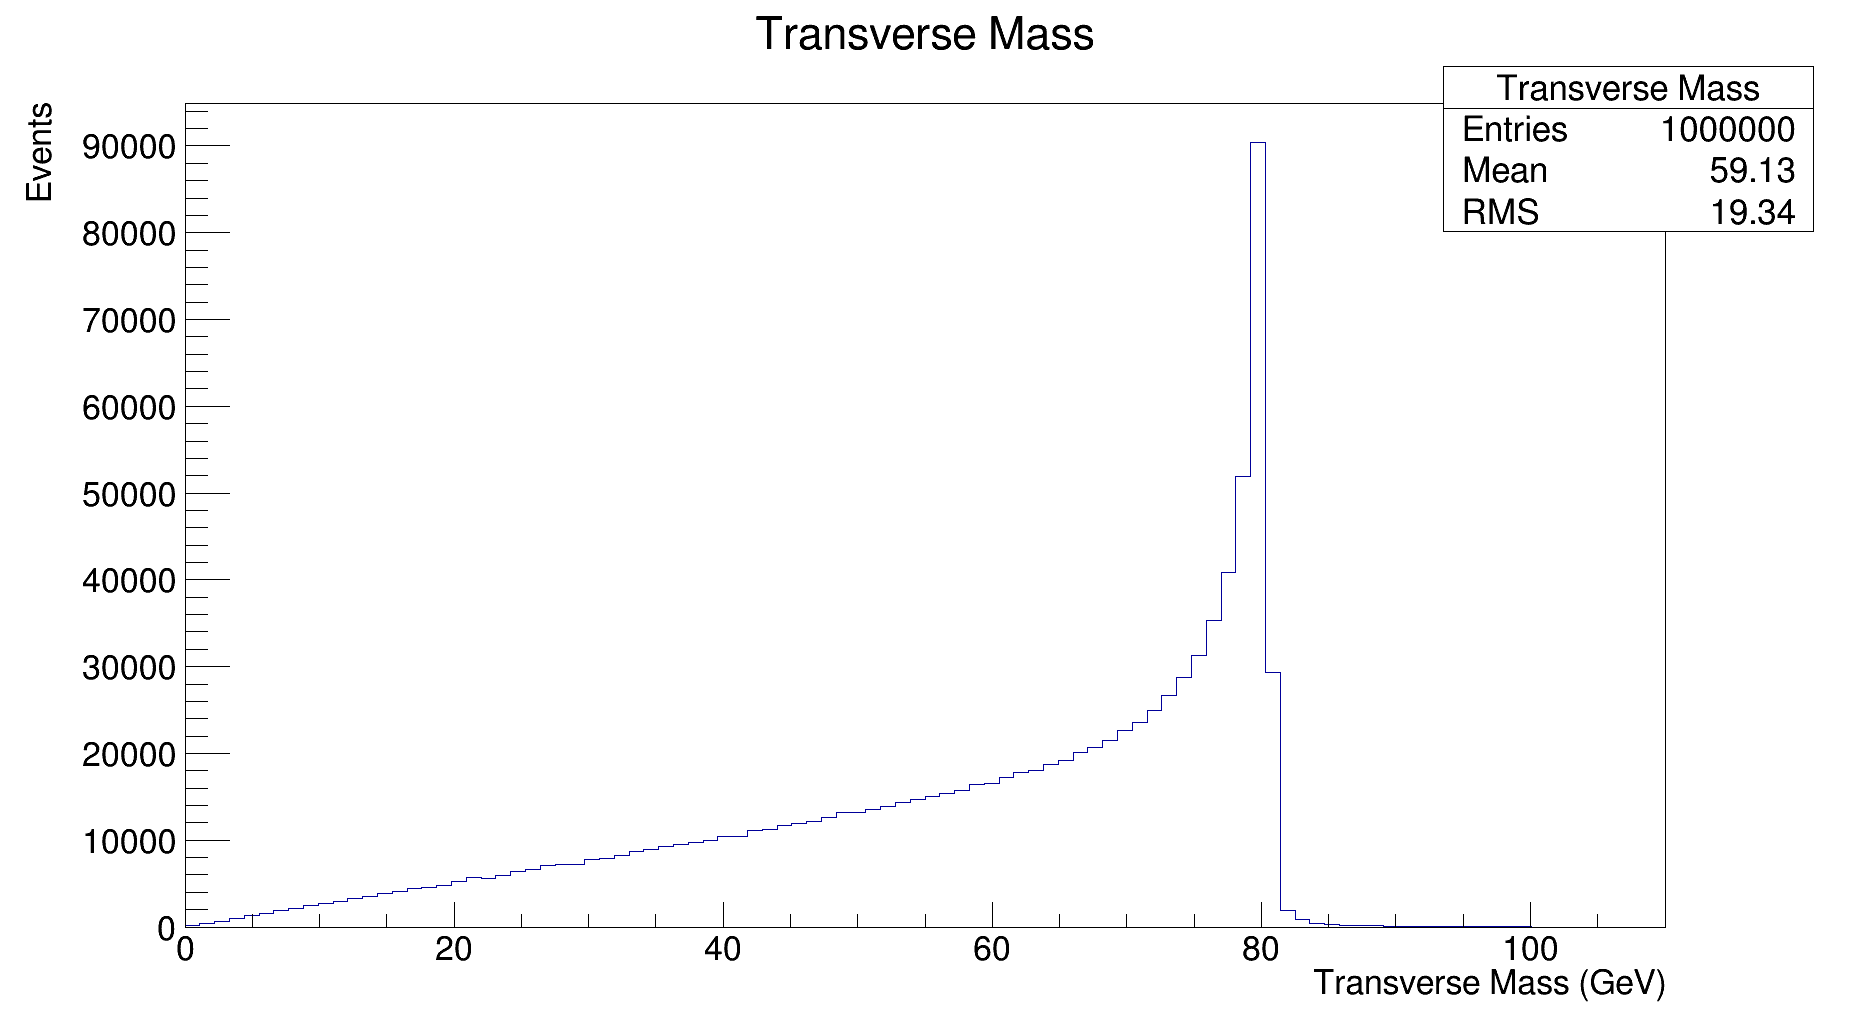 Transverse Mass
Transverse Mass
Entries 1000000
Mean 59.13
RMS 19.34
Events
90000
80000
70000
60000
50000
40000
30000
20000
10000
0
0 20 40 60 80 100
Transverse Mass (GeV)